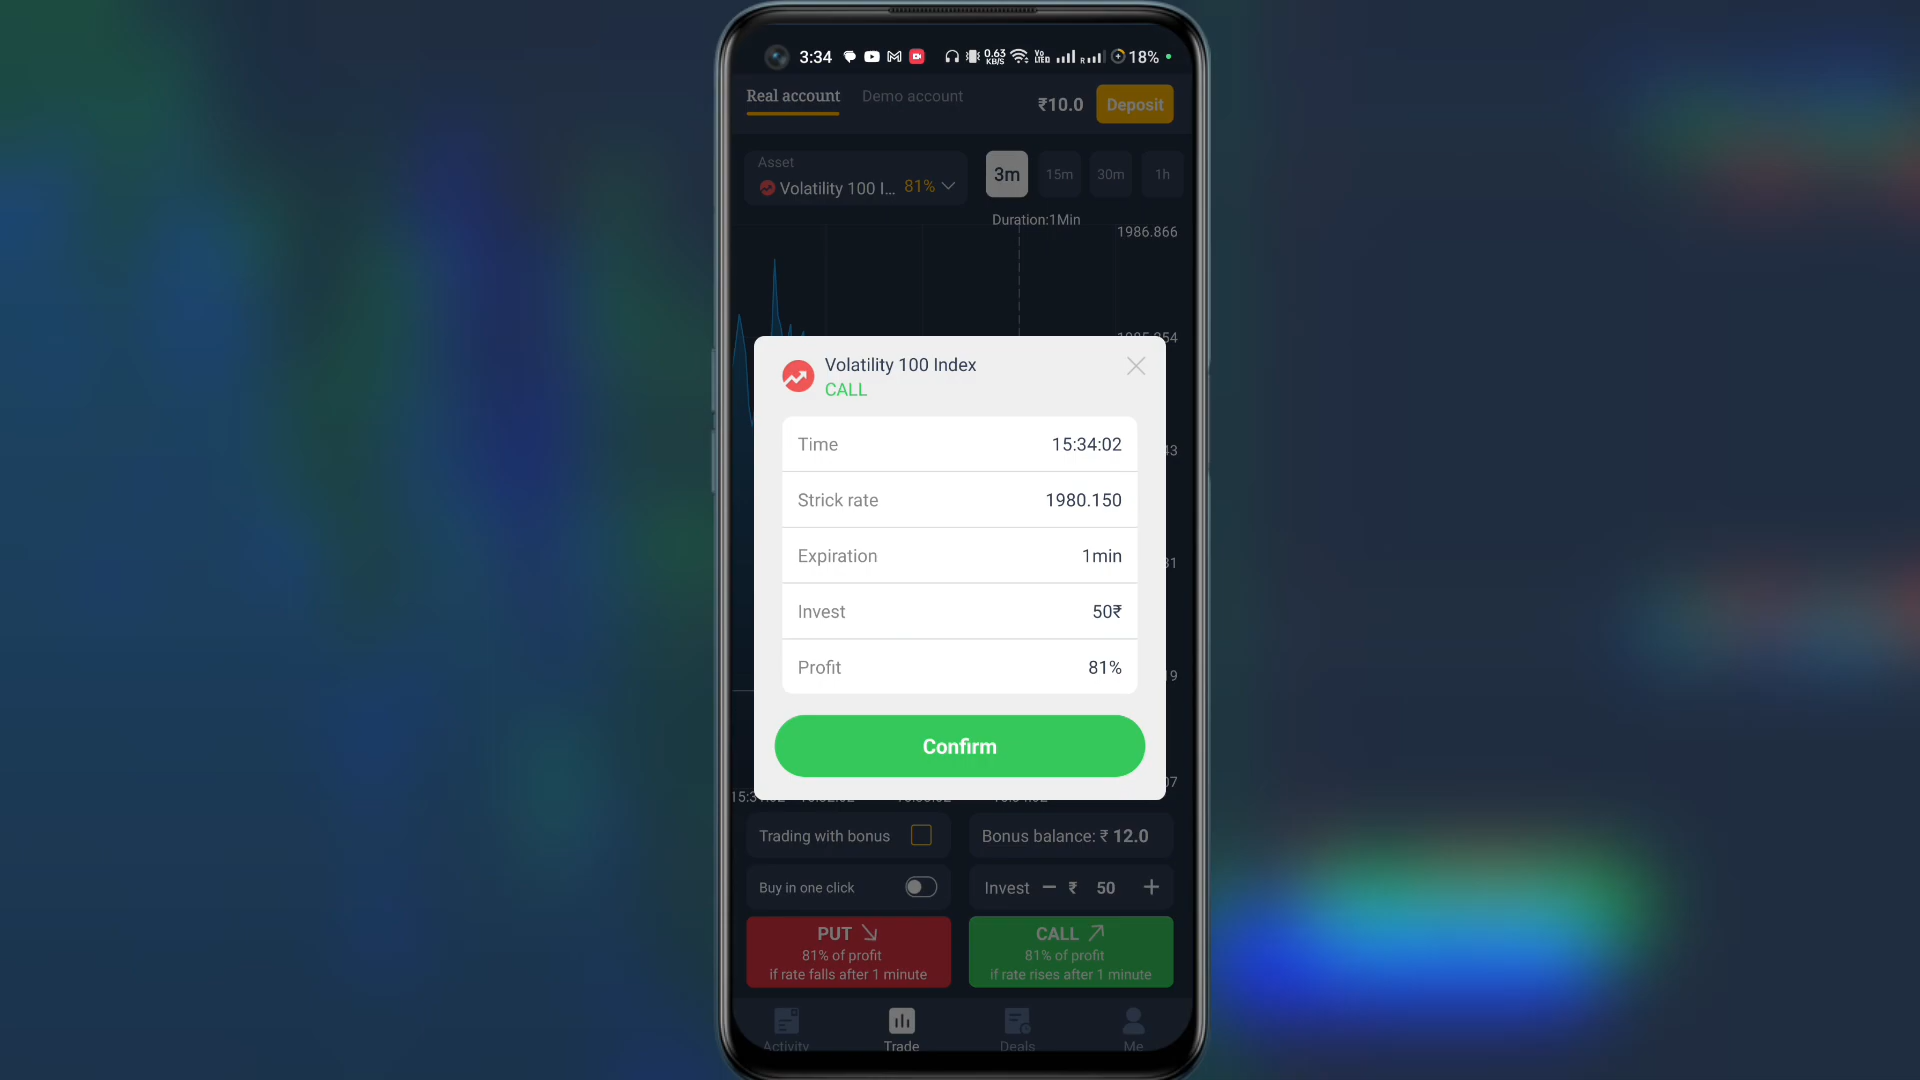 3:34
0.63
KB/S
18%
Real account
Demo account
₹10.0
Deposit
Asset
Volatility 100 I...
81%
3m
15m
30m
1h
Duration:1Min
1986.866
Volatility 100 Index
CALL
Time
15:34:02
Strick rate
1980.150
Expiration
1min
Invest
50₹
Profit
81%
Confirm
Trading with bonus
Bonus balance: ₹ 12.0
Buy in one click
Invest
₹
50
PUT
81% of profit
if rate falls after 1 minute
CALL
81% of profit
if rate rises after 1 minute
Activity
Trade
Deals
Me